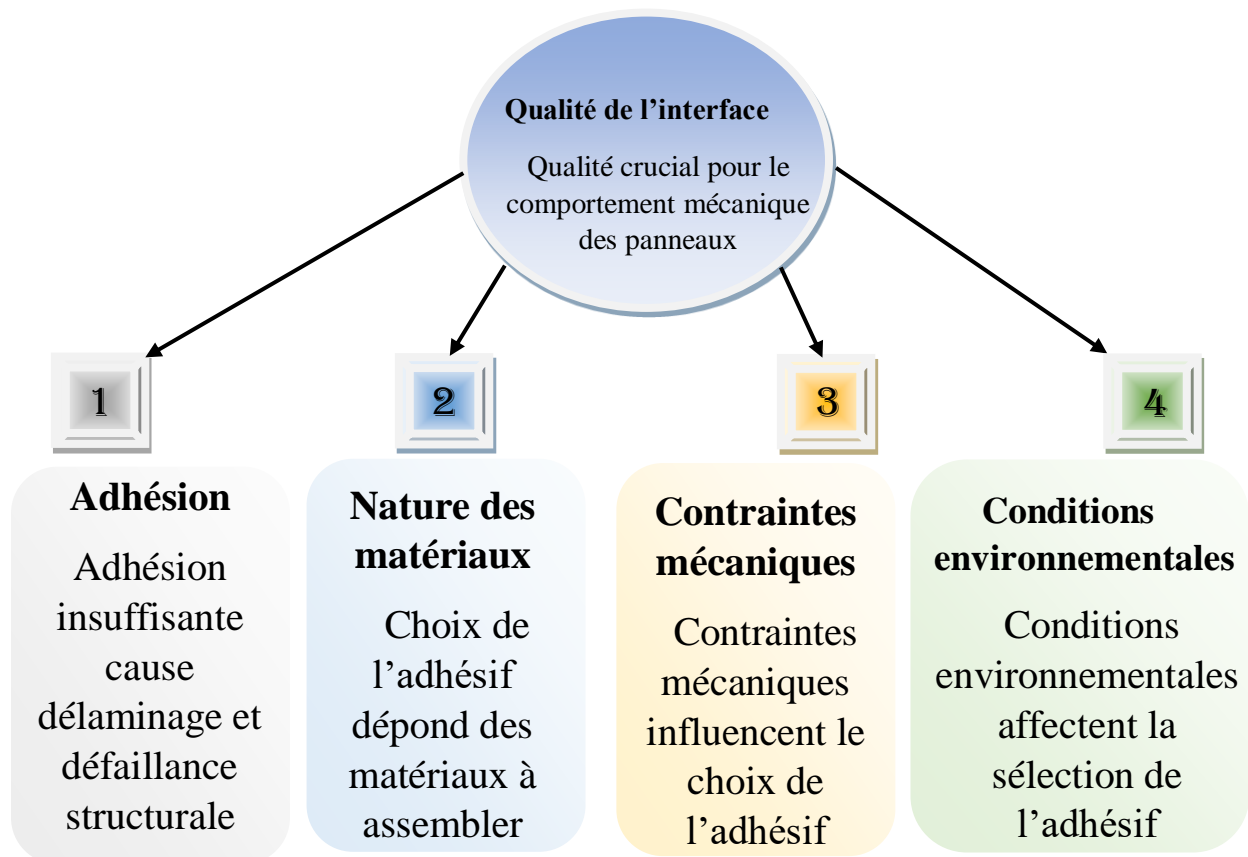 Qualité de l’interface
Qualité crucial pour le
comportement mécanique
des panneaux
1
2
3
4
Adhésion
Adhésion
insuffisante
cause
délaminage et
défaillance
structurale
Nature des
matériaux
Choix de
l’adhésif
dépond des
matériaux à
assembler
Contraintes
mécaniques
Contraintes
mécaniques
influencent le
choix de
l’adhésif
Conditions
environnementales
Conditions
environnementales
affectent la
sélection de
l’adhésif